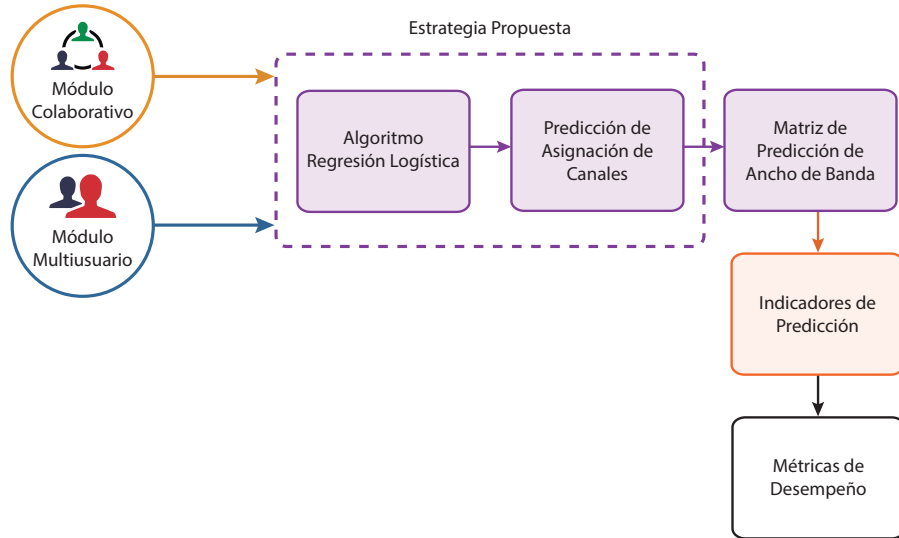 Estrategia Propuesta
Módulo
Colaborativo
Algoritmo
Regresión Logística
Predicción de
Asignación de
Canales
Matriz de
Predicción de
Ancho de Banda
Módulo
Multiusuario
Indicadores de
Predicción
Métricas de
Desempeño